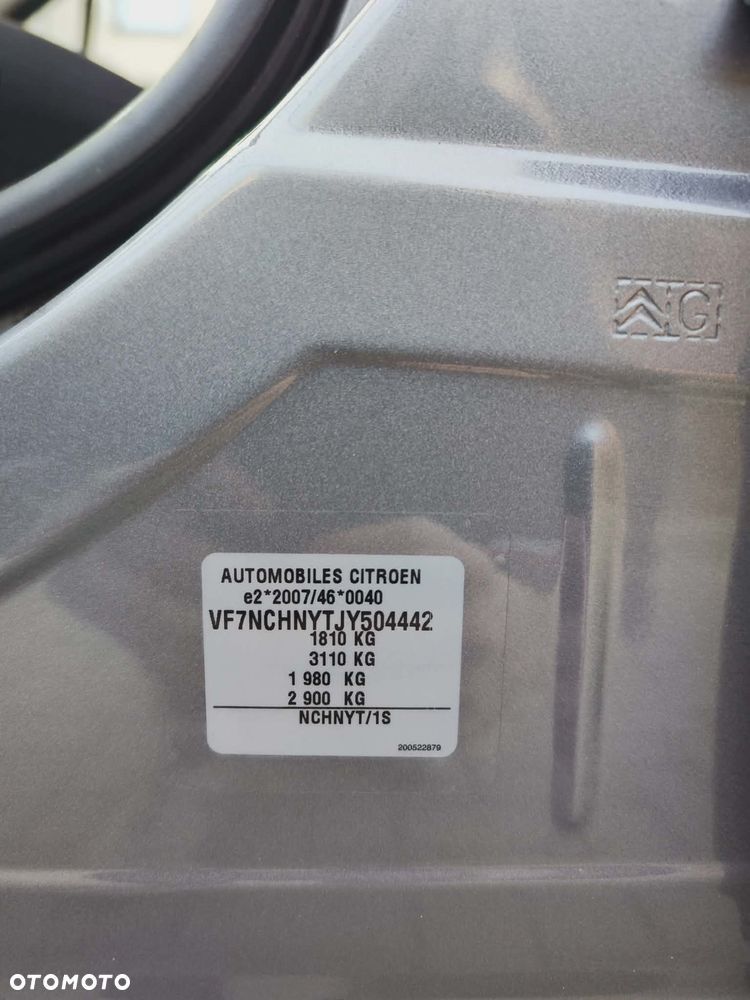 G
AUTOMOBILES CITROEN
e2*2007/46*0040
VF7NCHNYTJY504442
1810 KG
3110 KG
1 980 KG
2 900 KG
NCHNYT/1S
200522879
OTOMOTO